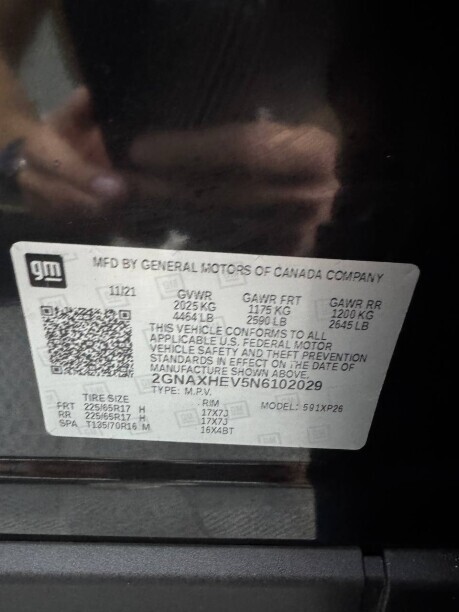 gm MFD BY GENERAL MOTORS OF CANADA COMPANY
11/21 GVWR GAWR FRT GAWR RR
2025 KG 1175 KG 1200 KG
4464 LB 2590 LB 2645 LB
THIS VEHICLE CONFORMS TO ALL
APPLICABLE U.S. FEDERAL MOTOR
VEHICLE SAFETY AND THEFT PREVENTION
STANDARDS IN EFFECT ON THE DATE OF
MANUFACTURE SHOWN ABOVE.
2GNAXHEV5N6102029
TYPE: M.P.V. MODEL: 591XP26
TIRE SIZE RIM
FRT 225/65R17 H 17X7J
RR 225/65R17 H 17X7J
SPA T135/70R16 M 16X4BT